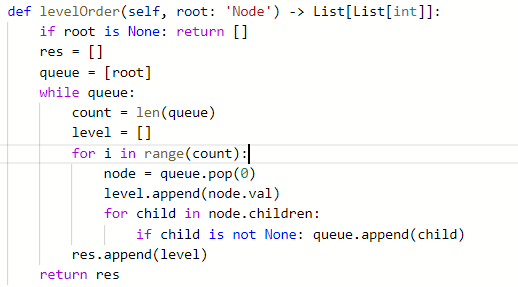 def levelOrder(self, root: 'Node') -> List[List[int]]:
    if root is None: return []
    res = []
    queue = [root]
    while queue:
        count = len(queue)
        level = []
        for i in range(count):
            node = queue.pop(0)
            level.append(node.val)
            for child in node.children:
                if child is not None: queue.append(child)
        res.append(level)
    return res